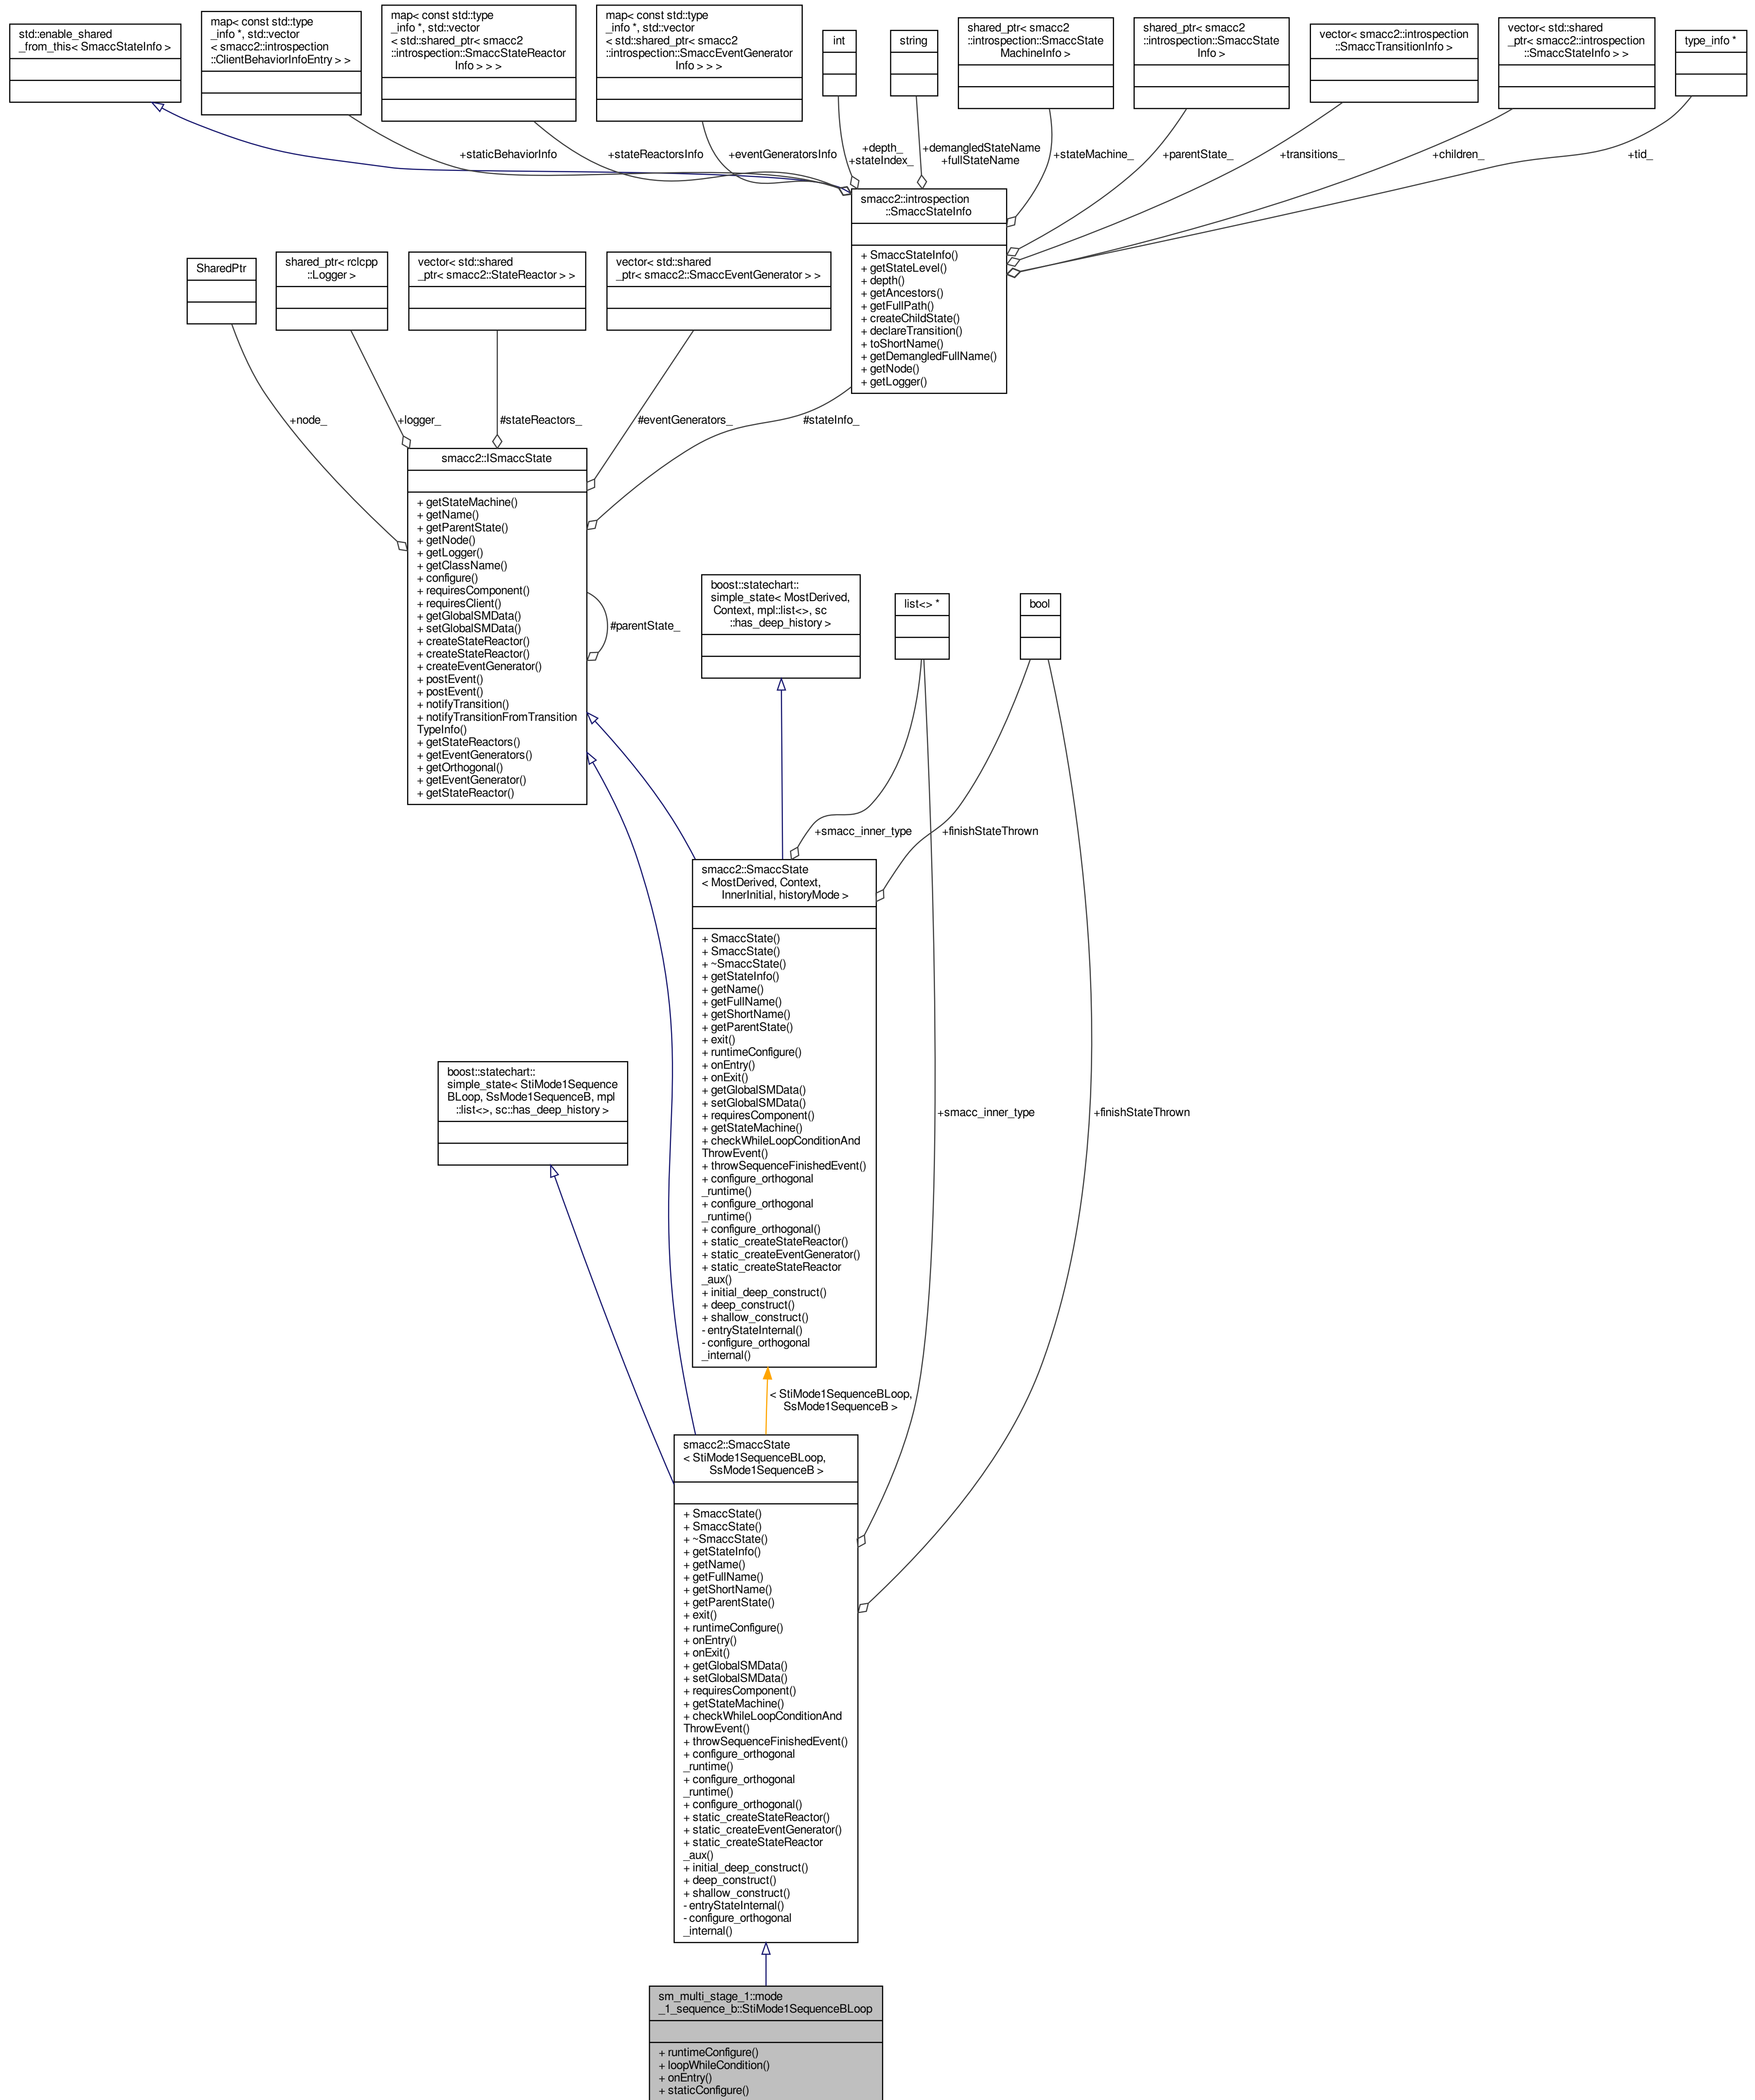 std::enable_shared
_from_this< SmaccStateInfo >
map< const std::type
_info *, std::vector
< smacc2::introspection
::ClientBehaviorInfoEntry > >
map< const std::type
_info *, std::vector
< std::shared_ptr< smacc2
::introspection::SmaccStateReactor
Info > > >
map< const std::type
_info *, std::vector
< std::shared_ptr< smacc2
::introspection::SmaccEventGenerator
Info > > >
int
string
shared_ptr< smacc2
::introspection::SmaccState
MachineInfo >
shared_ptr< smacc2
::introspection::SmaccState
Info >
vector< smacc2::introspection
::SmaccTransitionInfo >
vector< std::shared
_ptr< smacc2::introspection
::SmaccStateInfo > >
type_info *
+staticBehaviorInfo
+stateReactorsInfo
+eventGeneratorsInfo
+depth_
+stateIndex_
+demangledStateName
+fullStateName
+stateMachine_
+parentState_
+transitions_
+children_
+tid_
smacc2::introspection
::SmaccStateInfo
+ SmaccStateInfo()
+ getStateLevel()
+ depth()
+ getAncestors()
+ getFullPath()
+ createChildState()
+ declareTransition()
+ toShortName()
+ getDemangledFullName()
+ getNode()
+ getLogger()
SharedPtr
shared_ptr< rclcpp
::Logger >
vector< std::shared
_ptr< smacc2::StateReactor > >
vector< std::shared
_ptr< smacc2::SmaccEventGenerator > >
+node_
+logger_
#stateReactors_
#eventGenerators_
#stateInfo_
smacc2::ISmaccState
+ getStateMachine()
+ getName()
+ getParentState()
+ getNode()
+ getLogger()
+ getClassName()
+ configure()
+ requiresComponent()
+ requiresClient()
+ getGlobalSMData()
+ setGlobalSMData()
+ createStateReactor()
+ createStateReactor()
+ createEventGenerator()
+ postEvent()
+ postEvent()
+ notifyTransition()
+ notifyTransitionFromTransition
TypeInfo()
+ getStateReactors()
+ getEventGenerators()
+ getOrthogonal()
+ getEventGenerator()
+ getStateReactor()
#parentState_
boost::statechart::
simple_state< MostDerived,
Context, mpl::list<>, sc
::has_deep_history >
list<> *
bool
+smacc_inner_type
+finishStateThrown
smacc2::SmaccState
< MostDerived, Context,
InnerInitial, historyMode >
+ SmaccState()
+ SmaccState()
+ ~SmaccState()
+ getStateInfo()
+ getName()
+ getFullName()
+ getShortName()
+ getParentState()
+ exit()
+ runtimeConfigure()
+ onEntry()
+ onExit()
+ getGlobalSMData()
+ setGlobalSMData()
+ requiresComponent()
+ getStateMachine()
+ checkWhileLoopConditionAnd
ThrowEvent()
+ throwSequenceFinishedEvent()
+ configure_orthogonal
_runtime()
+ configure_orthogonal
_runtime()
+ configure_orthogonal()
+ static_createStateReactor()
+ static_createEventGenerator()
+ static_createStateReactor
_aux()
+ initial_deep_construct()
+ deep_construct()
+ shallow_construct()
- entryStateInternal()
- configure_orthogonal
_internal()
boost::statechart::
simple_state< StiMode1Sequence
BLoop, SsMode1SequenceB, mpl
::list<>, sc::has_deep_history >
+smacc_inner_type
+finishStateThrown
< StiMode1SequenceBLoop,
SsMode1SequenceB >
smacc2::SmaccState
< StiMode1SequenceBLoop,
SsMode1SequenceB >
+ SmaccState()
+ SmaccState()
+ ~SmaccState()
+ getStateInfo()
+ getName()
+ getFullName()
+ getShortName()
+ getParentState()
+ exit()
+ runtimeConfigure()
+ onEntry()
+ onExit()
+ getGlobalSMData()
+ setGlobalSMData()
+ requiresComponent()
+ getStateMachine()
+ checkWhileLoopConditionAnd
ThrowEvent()
+ throwSequenceFinishedEvent()
+ configure_orthogonal
_runtime()
+ configure_orthogonal
_runtime()
+ configure_orthogonal()
+ static_createStateReactor()
+ static_createEventGenerator()
+ static_createStateReactor
_aux()
+ initial_deep_construct()
+ deep_construct()
+ shallow_construct()
- entryStateInternal()
- configure_orthogonal
_internal()
sm_multi_stage_1::mode
_1_sequence_b::StiMode1SequenceBLoop
+ runtimeConfigure()
+ loopWhileCondition()
+ onEntry()
+ staticConfigure()